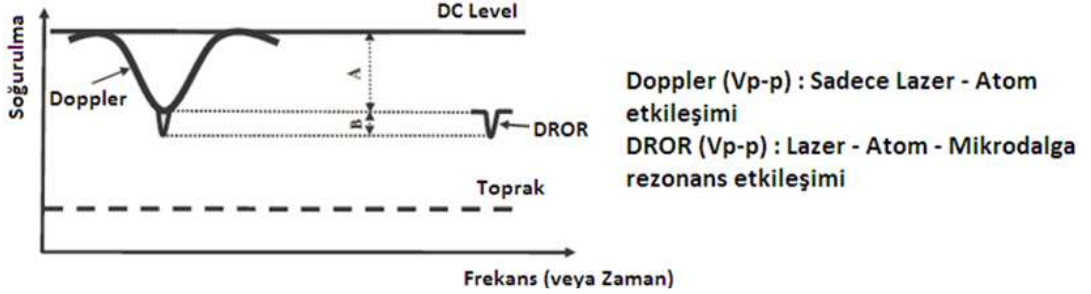 DC Level
Soğurulma
Doppler
A
B
DROR
Toprak
Frekans (veya Zaman)
Doppler (Vp-p) : Sadece Lazer - Atom
etkileşimi
DROR (Vp-p) : Lazer - Atom - Mikrodalga
rezonans etkileşimi